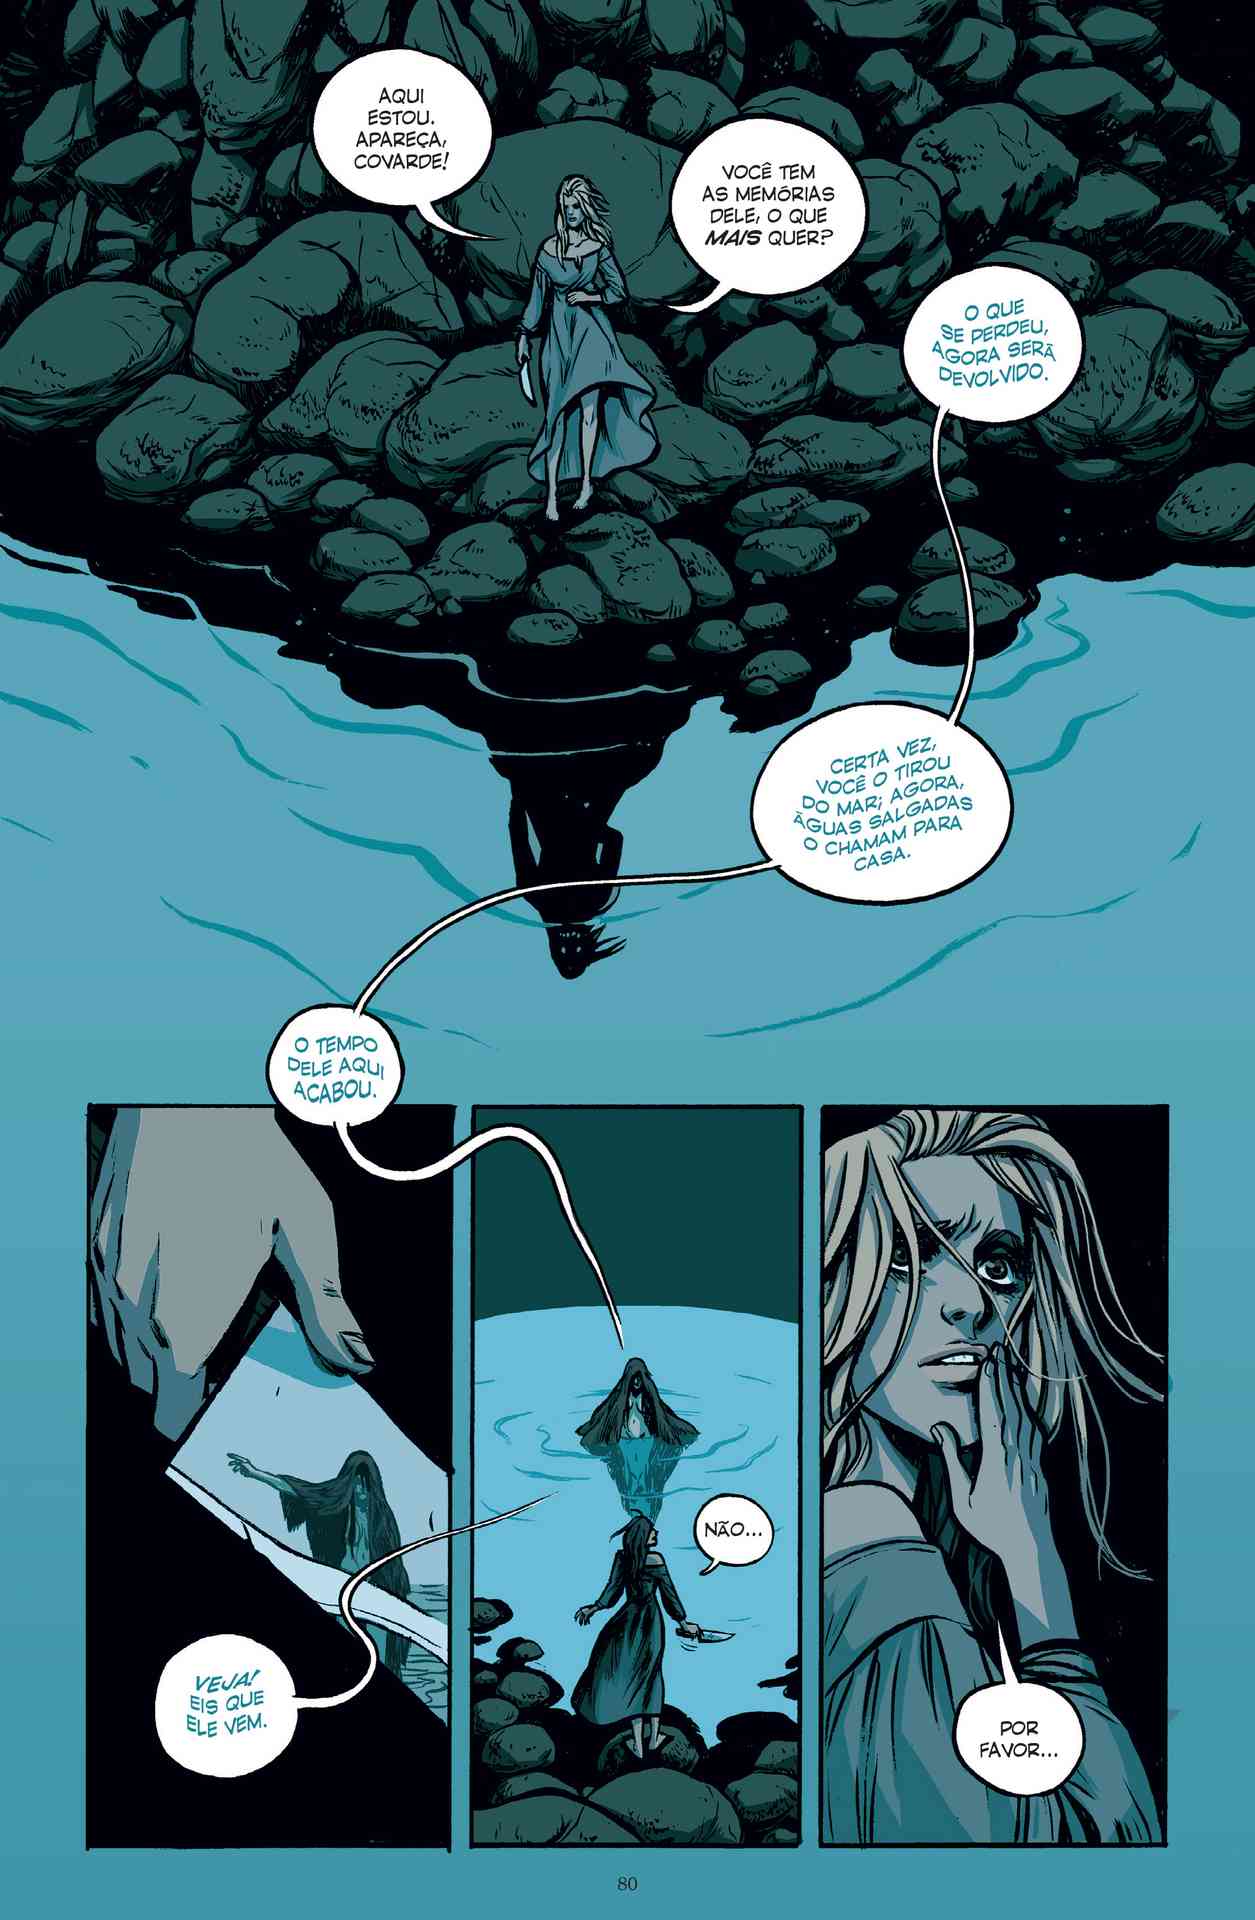 AQUI
ESTOU.
APAREÇA,
COVARDE!
VOCÊ TEM
AS MEMÓRIAS
DELE, O QUE
MAIS QUER?
O QUE
SE PERDEU,
AGORA SERÁ
DEVOLVIDO.
CERTA VEZ,
VOCÊ O TIROU
DO MAR; AGORA,
ÁGUAS SALGADAS
O CHAMAM PARA
CASA.
O TEMPO
DELE AQUI
ACABOU.
VEJA!
EIS QUE
ELE VEM.
NÃO...
POR
FAVOR...
80